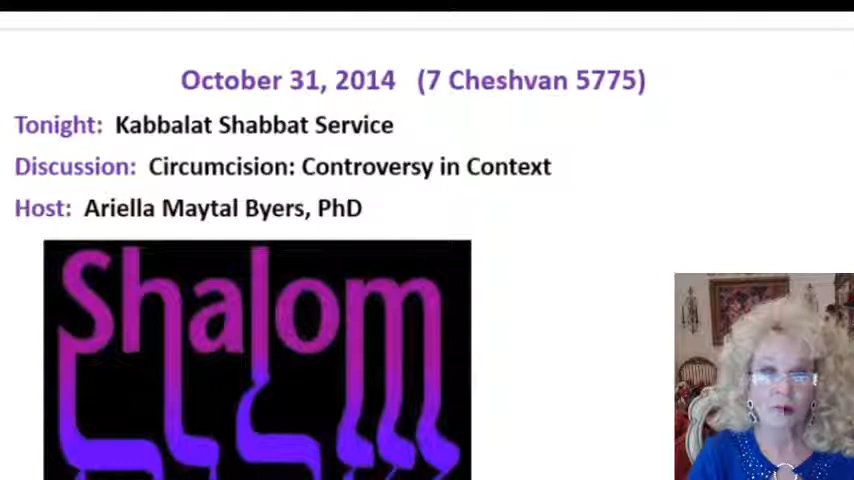 October 31, 2014 (7 Cheshvan 5775)
Tonight: Kabbalat Shabbat Service
Discussion: Circumcision: Controversy in Context
Host: Ariella Maytal Byers, PhD
Shalom